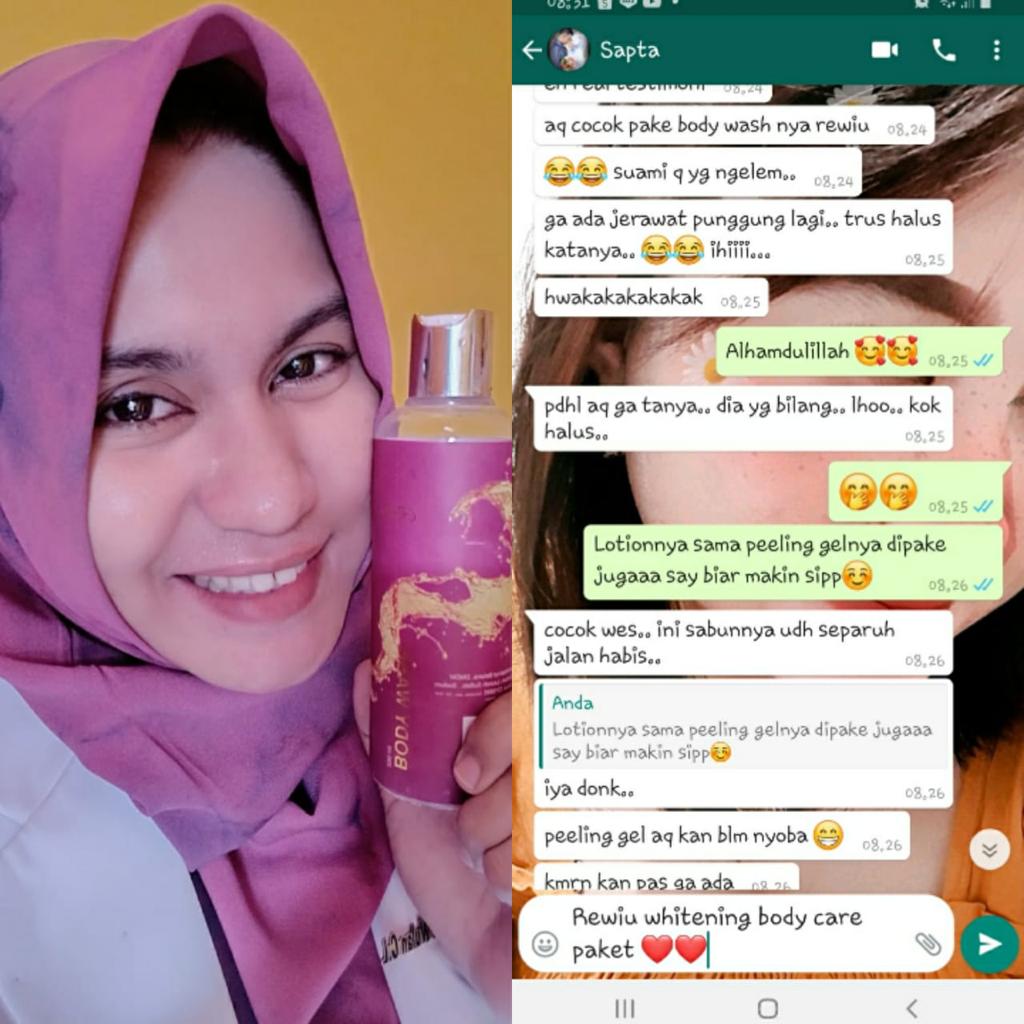 BODY
08.31
Sapta
en real testimoni 08.24
aq cocok pake body wash nya rewiu 08.24
😂😂 suami q yg ngelem.. 08.24
ga ada jerawat punggung lagi.. trus halus
katanya.. 😂😂 ihiiii... 08.25
hwakakakakakak 08.25
Alhamdulillah 🥰🥰 08.25
pdhl aq ga tanya.. dia yg bilang.. lhoo.. kok
halus.. 08.25
🤭🤭 08.25
Lotionnya sama peeling gelnya dipake
jugaaa say biar makin sipp☺️ 08.26
cocok wes.. ini sabunnya udh separuh
jalan habis.. 08.26
Anda
Lotionnya sama peeling gelnya dipake jugaaa
say biar makin sipp☺️
iya donk.. 08.26
peeling gel aq kan blm nyoba 😁 08.26
kmrn kan pas ga ada 08.26
Rewiu whitening body care
paket ❤️❤️